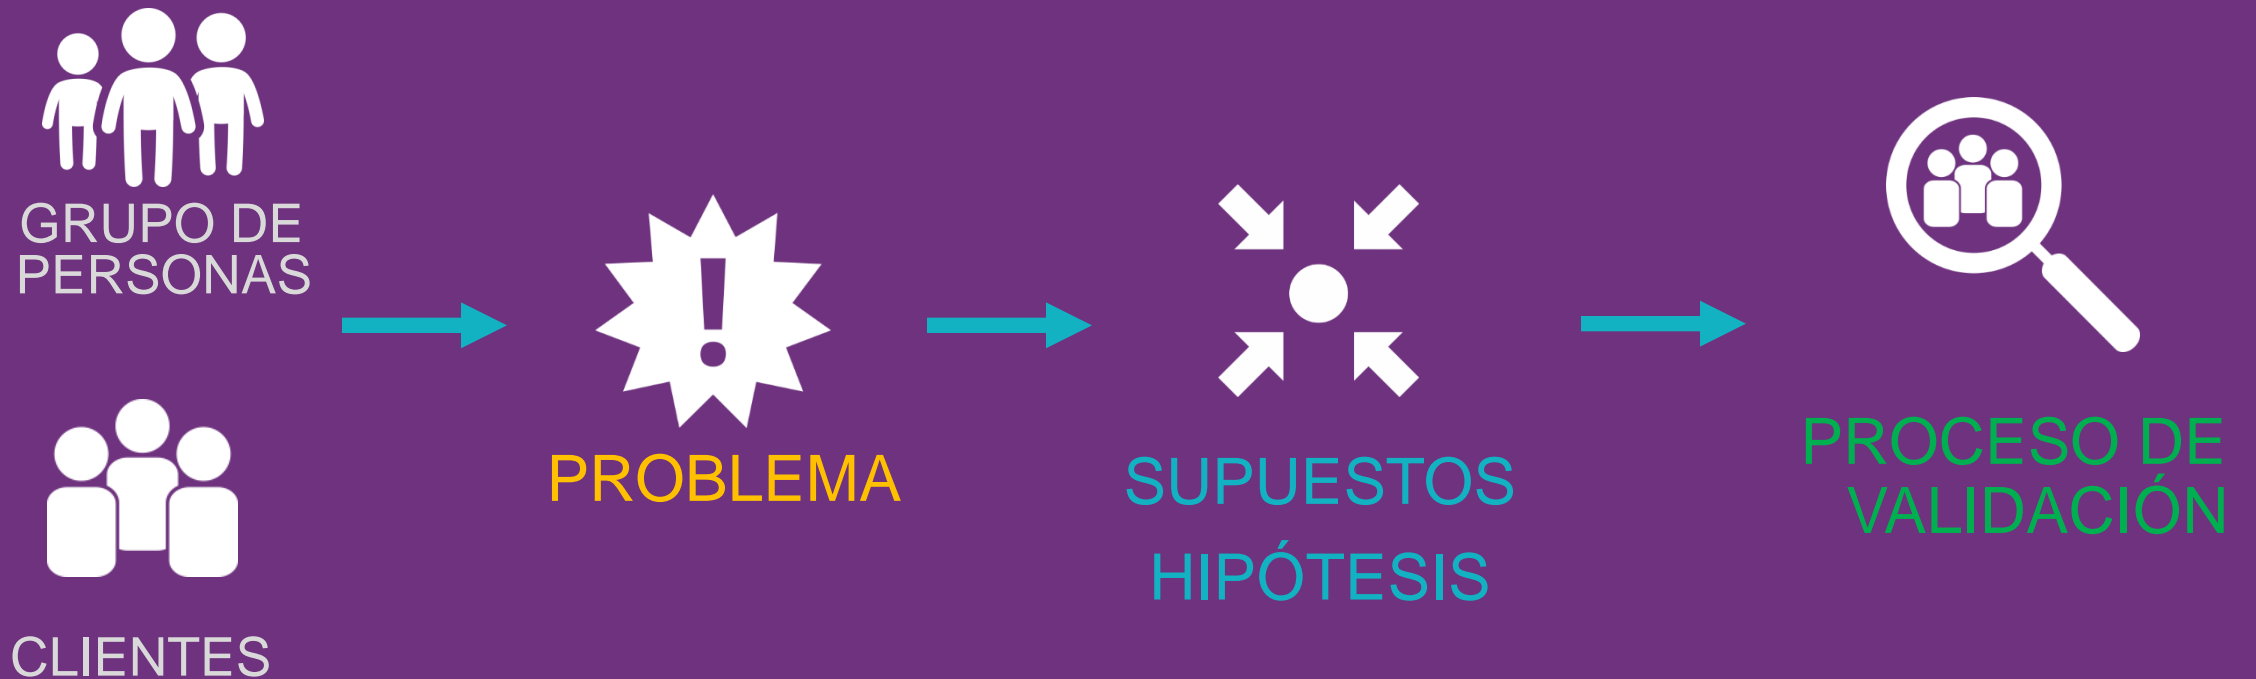 GRUPO DE
PERSONAS
CLIENTES
PROBLEMA
SUPUESTOS
HIPÓTESIS
PROCESO DE
VALIDACIÓN